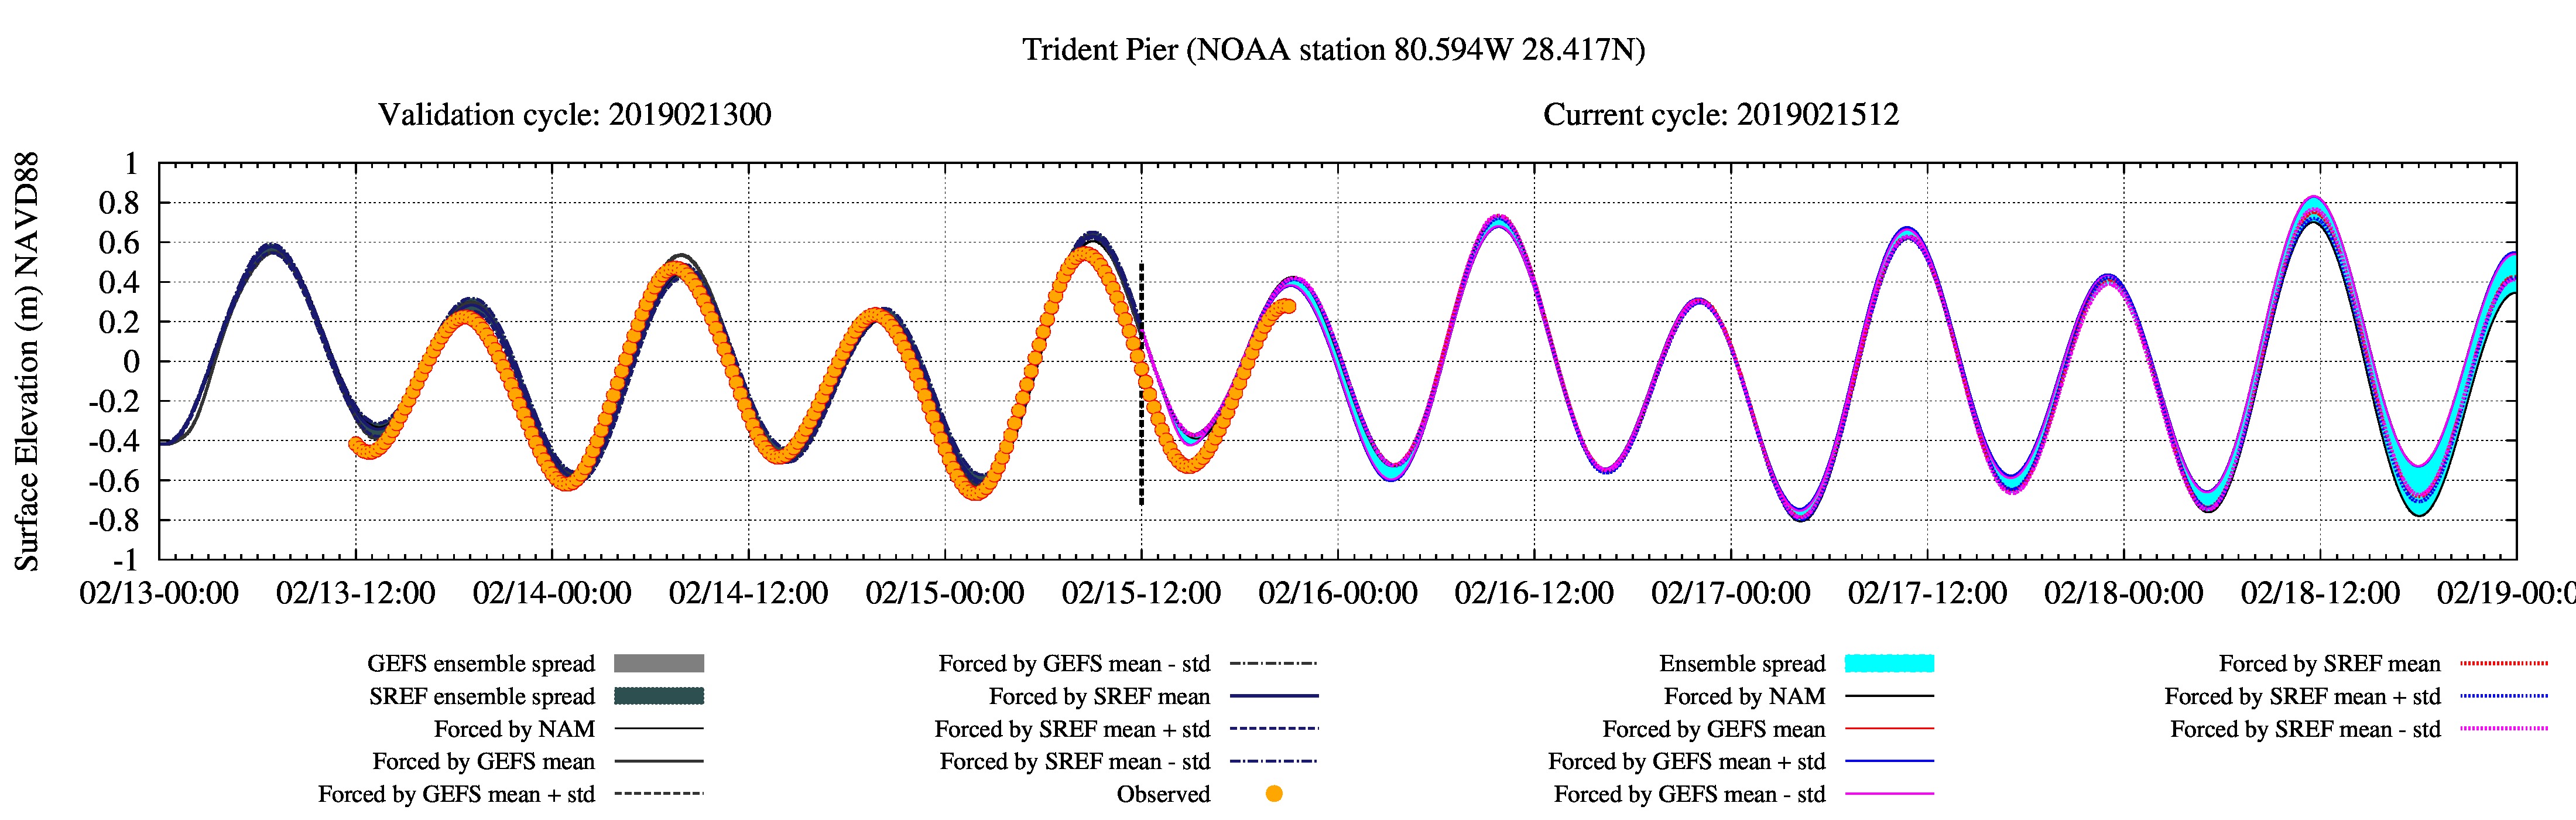 Trident Pier (NOAA station 80.594W 28.417N)
Validation cycle: 2019021300
Current cycle: 2019021512
Surface Elevation (m) NAVD88
1
0.8
0.6
0.4
0.2
0
-0.2
-0.4
-0.6
-0.8
-1
02/13-00:00 02/13-12:00 02/14-00:00 02/14-12:00 02/15-00:00 02/15-12:00 02/16-00:00 02/16-12:00 02/17-00:00 02/17-12:00 02/18-00:00 02/18-12:00 02/19-00:0
GEFS ensemble spread
SREF ensemble spread
Forced by NAM
Forced by GEFS mean
Forced by GEFS mean + std
Forced by GEFS mean - std
Forced by SREF mean
Forced by SREF mean + std
Forced by SREF mean - std
Observed
Ensemble spread
Forced by NAM
Forced by GEFS mean
Forced by GEFS mean + std
Forced by GEFS mean - std
Forced by SREF mean
Forced by SREF mean + std
Forced by SREF mean - std